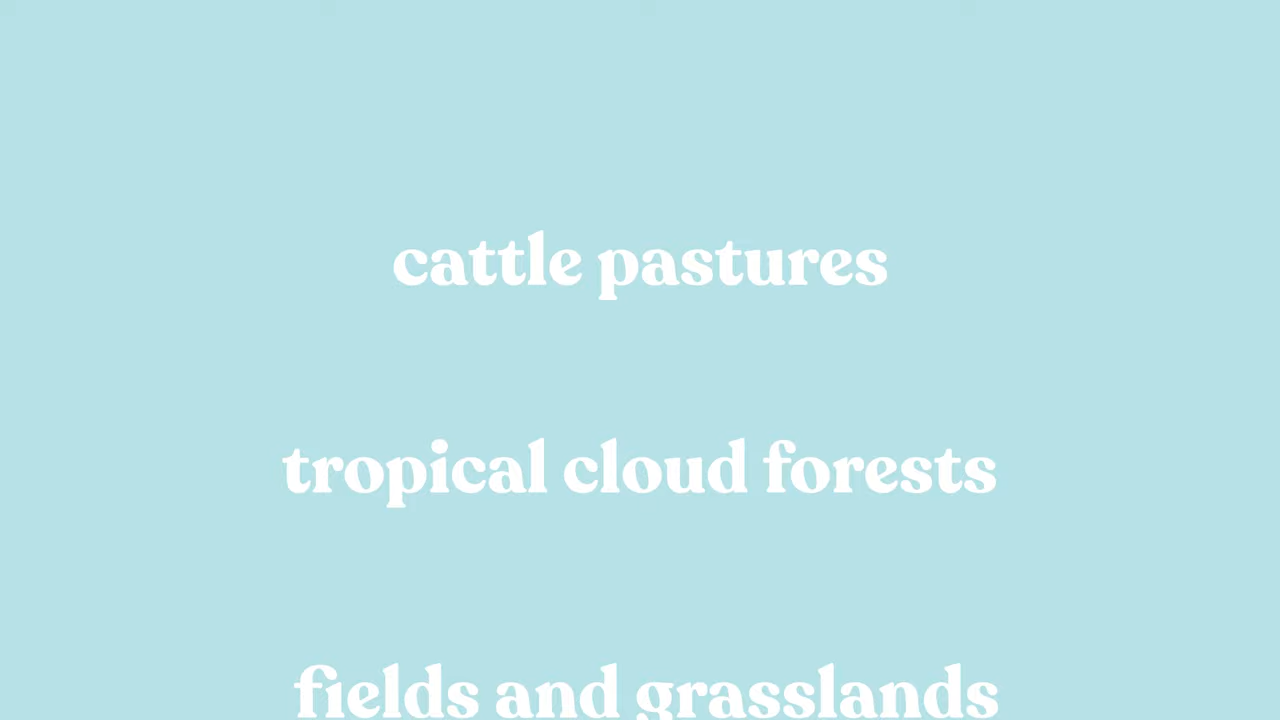 cattle pastures
tropical cloud forests
fields and grasslands